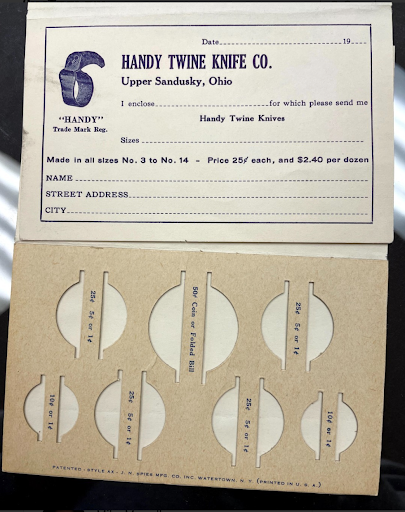 Date 19
HANDY TWINE KNIFE CO.
Upper Sandusky, Ohio
I enclose for which please send me
"HANDY"
Trade Mark Reg.
Handy Twine Knives
Sizes
Made in all sizes No. 3 to No. 14 - Price 25¢ each, and $2.40 per dozen
NAME
STREET ADDRESS
CITY
25¢ 5¢ or 1¢
50¢ Coin or Folded Bill
25¢ 5¢ or 1¢
10¢ or 1¢
25¢ 5¢ or 1¢
25¢ 5¢ or 1¢
10¢ or 1¢
PATENTED - STYLE A7 - J. N. SPIES MFG. CO. INC. WATERTOWN, N. Y. (PRINTED IN U. S. A.)